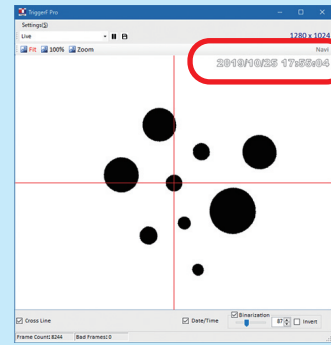 TriggerF Pro
Settings(S)
Live
1280 x 1024
Fit 100% Zoom
Navi
2019/10/25 17:55:04
Cross Line
Date/Time
Binarization
87
Invert
Frame Count:8244 Bad Frames:0